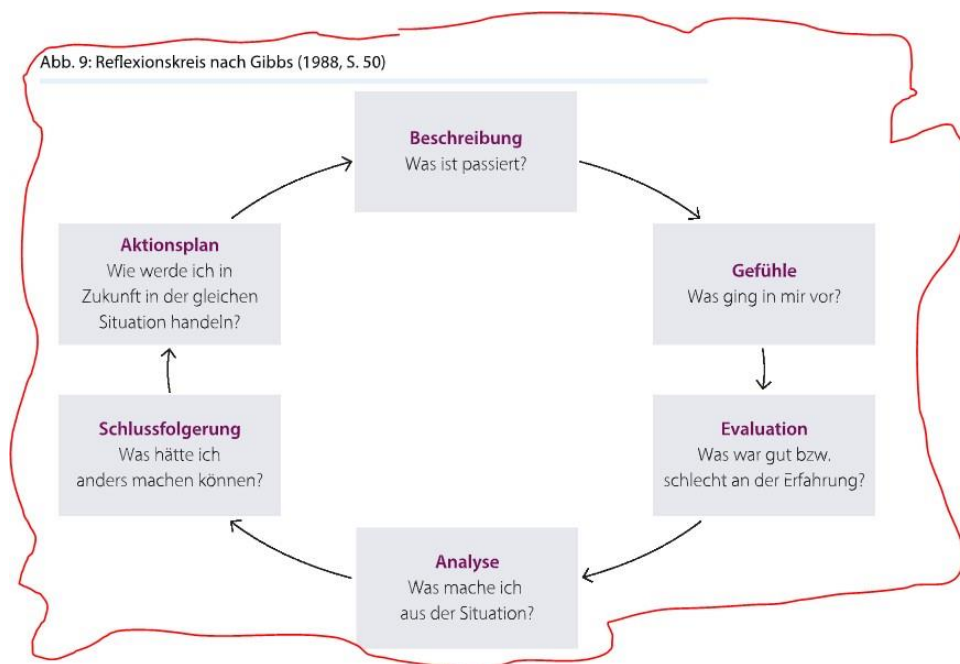 Abb. 9: Reflexionskreis nach Gibbs (1988, S. 50)
Beschreibung
Was ist passiert?
Gefühle
Was ging in mir vor?
Evaluation
Was war gut bzw.
schlecht an der Erfahrung?
Analyse
Was mache ich
aus der Situation?
Schlussfolgerung
Was hätte ich
anders machen können?
Aktionsplan
Wie werde ich in
Zukunft in der gleichen
Situation handeln?